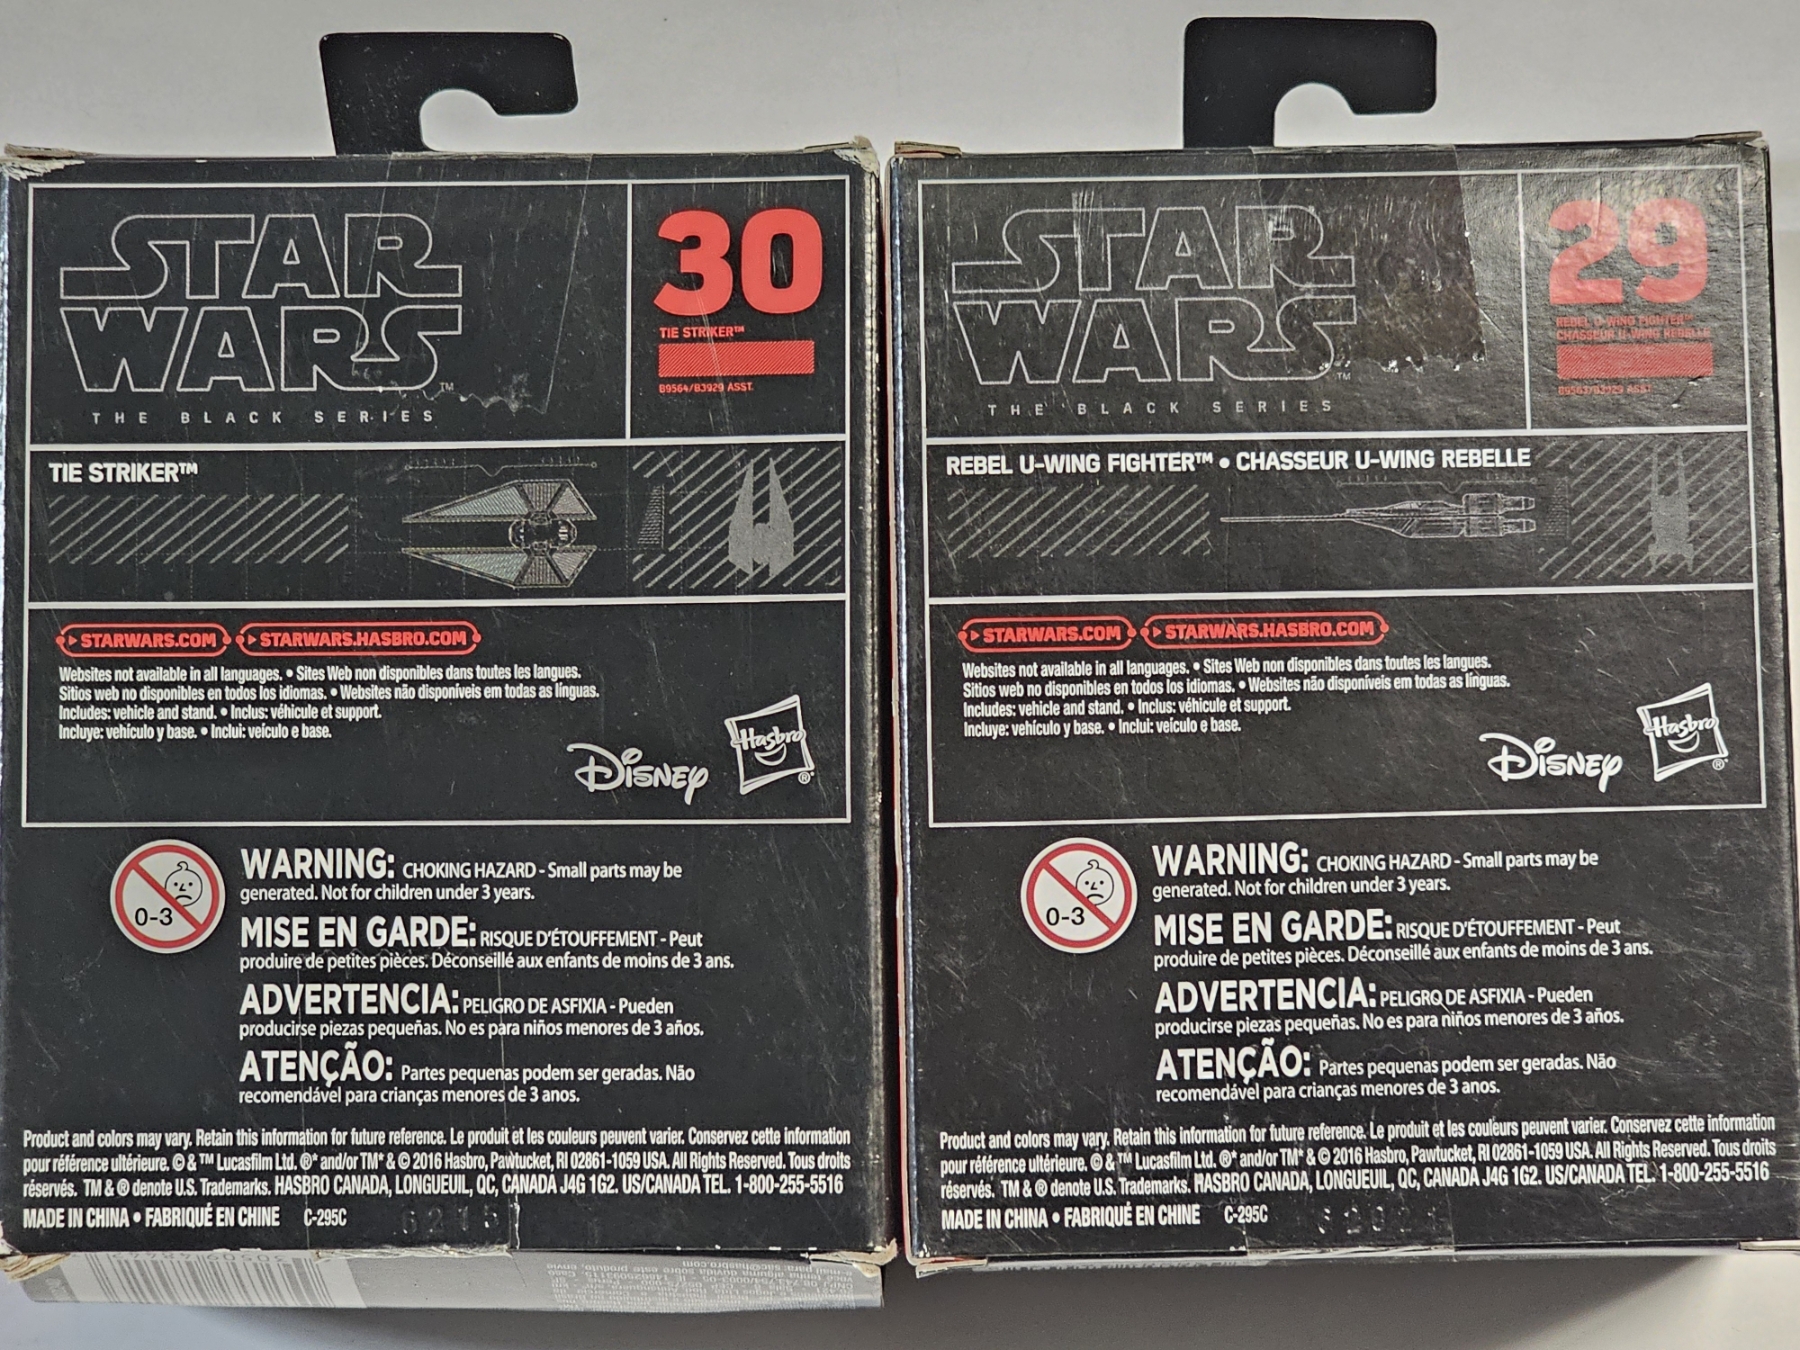 STAR
WARS™
THE BLACK SERIES
30
TIE STRIKER™
B9564/B3929 ASST.
TIE STRIKER™
STARWARS.COM STARWARS.HASBRO.COM
Websites not available in all languages. • Sites Web non disponibles dans toutes les langues.
Sitios web no disponibles en todos los idiomas. • Websites não disponíveis em todas as línguas.
Includes: vehicle and stand. • Inclus: véhicule et support.
Incluye: vehículo y base. • Inclui: veículo e base.
Disney Hasbro®
0-3
WARNING: CHOKING HAZARD - Small parts may be
generated. Not for children under 3 years.
MISE EN GARDE: RISQUE D'ÉTOUFFEMENT - Peut
produire de petites pièces. Déconseillé aux enfants de moins de 3 ans.
ADVERTENCIA: PELIGRO DE ASFIXIA - Pueden
producirse piezas pequeñas. No es para niños menores de 3 años.
ATENÇÃO: Partes pequenas podem ser geradas. Não
recomendável para crianças menores de 3 anos.
Product and colors may vary. Retain this information for future reference. Le produit et les couleurs peuvent varier. Conservez cette information
pour référence ultérieure. © & ™ Lucasfilm Ltd. ®* and/or TM* & © 2016 Hasbro, Pawtucket, RI 02861-1059 USA. All Rights Reserved. Tous droits
réservés. TM & ® denote U.S. Trademarks. HASBRO CANADA, LONGUEUIL, QC, CANADA J4G 1G2. US/CANADA TEL. 1-800-255-5516
MADE IN CHINA • FABRIQUÉ EN CHINE C-295C
STAR
WARS™
THE BLACK SERIES
29
REBEL U-WING FIGHTER™
CHASSEUR U-WING REBELLE
B9563/B3929 ASST.
REBEL U-WING FIGHTER™ • CHASSEUR U-WING REBELLE
STARWARS.COM STARWARS.HASBRO.COM
Websites not available in all languages. • Sites Web non disponibles dans toutes les langues.
Sitios web no disponibles en todos los idiomas. • Websites não disponíveis em todas as línguas.
Includes: vehicle and stand. • Inclus: véhicule et support.
Incluye: vehículo y base. • Inclui: veículo e base.
Disney Hasbro®
0-3
WARNING: CHOKING HAZARD - Small parts may be
generated. Not for children under 3 years.
MISE EN GARDE: RISQUE D'ÉTOUFFEMENT - Peut
produire de petites pièces. Déconseillé aux enfants de moins de 3 ans.
ADVERTENCIA: PELIGRO DE ASFIXIA - Pueden
producirse piezas pequeñas. No es para niños menores de 3 años.
ATENÇÃO: Partes pequenas podem ser geradas. Não
recomendável para crianças menores de 3 anos.
Product and colors may vary. Retain this information for future reference. Le produit et les couleurs peuvent varier. Conservez cette information
pour référence ultérieure. © & ™ Lucasfilm Ltd. ®* and/or TM* & © 2016 Hasbro, Pawtucket, RI 02861-1059 USA. All Rights Reserved. Tous droits
réservés. TM & ® denote U.S. Trademarks. HASBRO CANADA, LONGUEUIL, QC, CANADA J4G 1G2. US/CANADA TEL. 1-800-255-5516
MADE IN CHINA • FABRIQUÉ EN CHINE C-295C